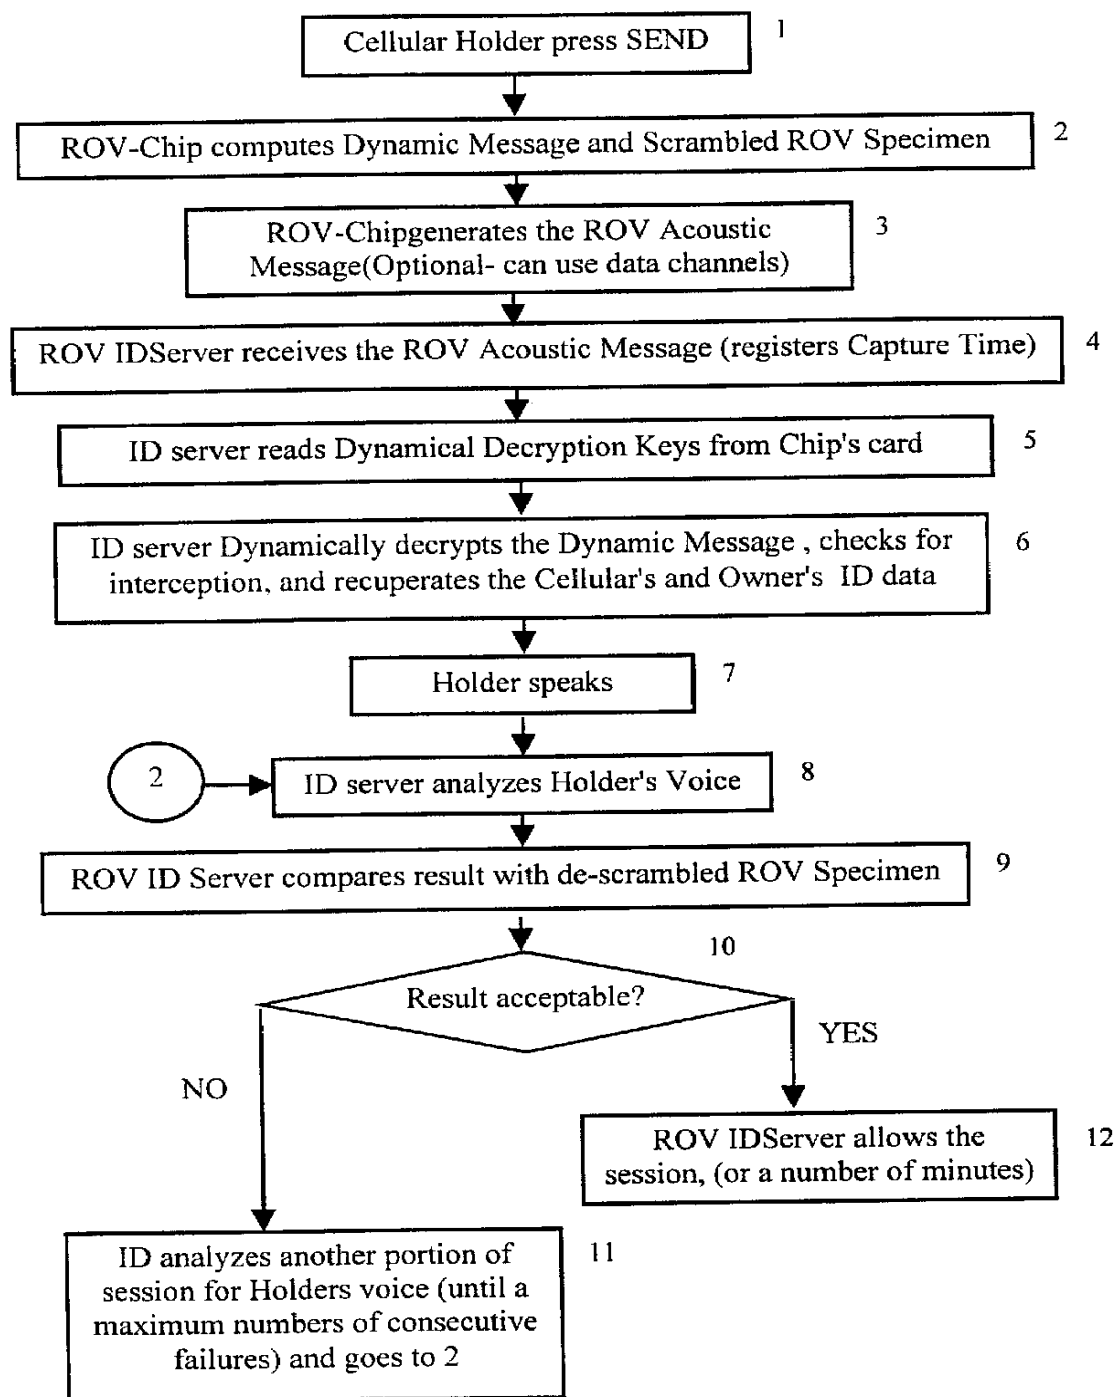 Cellular Holder press SEND
1
ROV-Chip computes Dynamic Message and Scrambled ROV Specimen
2
ROV-Chipgenerates the ROV Acoustic
Message(Optional- can use data channels)
3
ROV IDServer receives the ROV Acoustic Message (registers Capture Time)
4
ID server reads Dynamical Decryption Keys from Chip's card
5
ID server Dynamically decrypts the Dynamic Message , checks for
interception, and recuperates the Cellular's and Owner's ID data
6
Holder speaks
7
2
ID server analyzes Holder's Voice
8
ROV ID Server compares result with de-scrambled ROV Specimen
9
10
Result acceptable?
YES
NO
ROV IDServer allows the
session, (or a number of minutes)
12
ID analyzes another portion of
session for Holders voice (until a
maximum numbers of consecutive
failures) and goes to 2
11